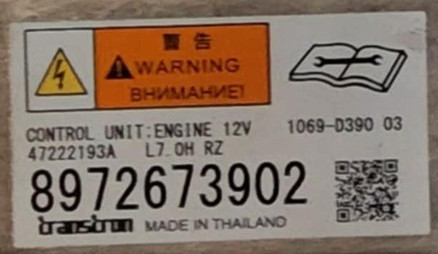 警告
WARNING
ВНИМАНИЕ!
CONTROL UNIT:ENGINE 12V 1069-D390 03
47222193A L7.0H RZ
8972673902
transtron MADE IN THAILAND